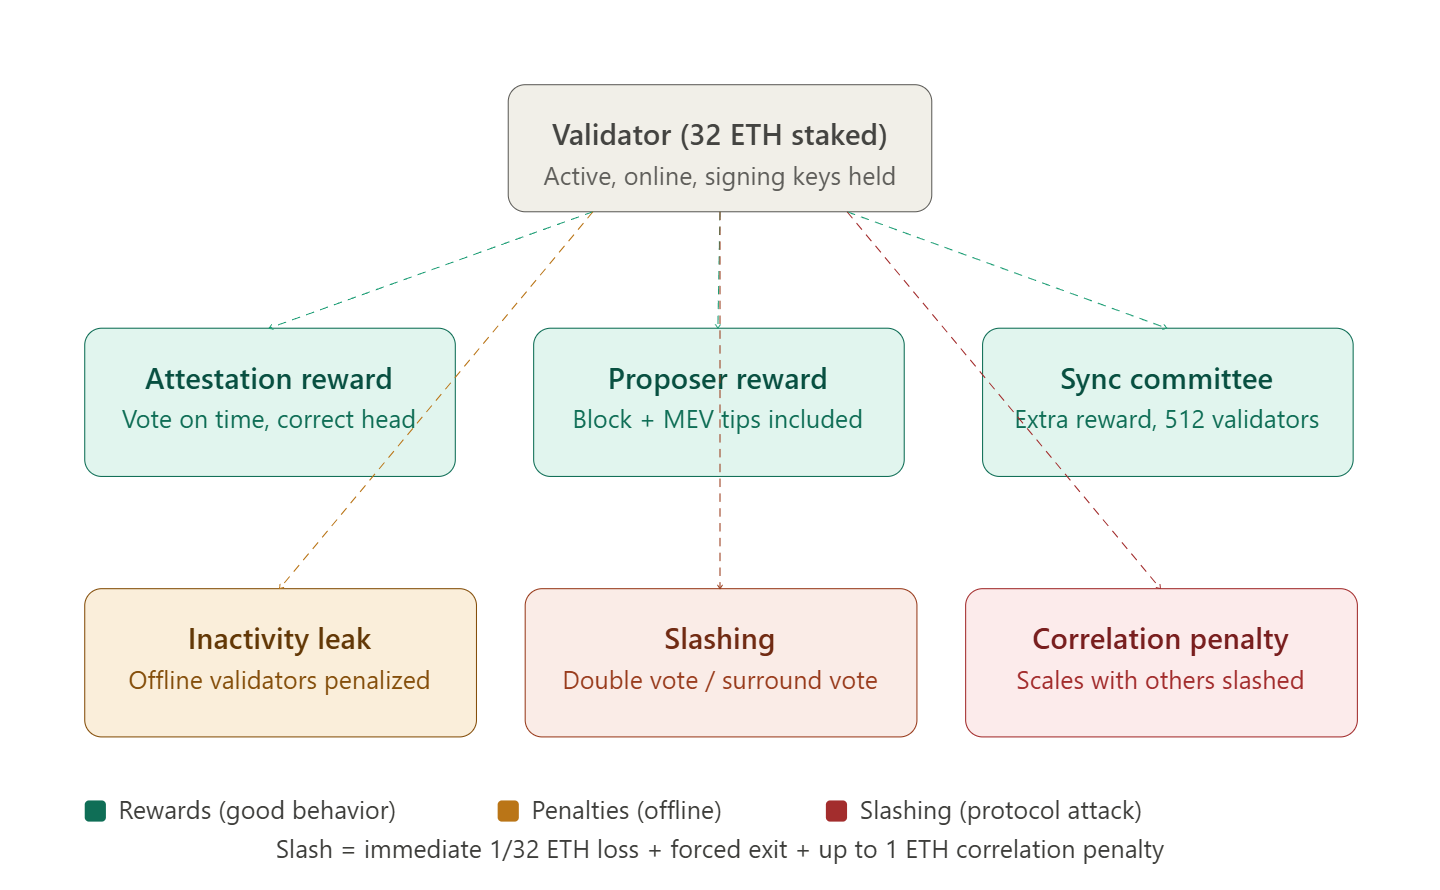 Validator (32 ETH staked)
Active, online, signing keys held
Attestation reward
Vote on time, correct head
Proposer reward
Block + MEV tips included
Sync committee
Extra reward, 512 validators
Inactivity leak
Offline validators penalized
Slashing
Double vote / surround vote
Correlation penalty
Scales with others slashed
Rewards (good behavior)
Penalties (offline)
Slashing (protocol attack)
Slash = immediate 1/32 ETH loss + forced exit + up to 1 ETH correlation penalty